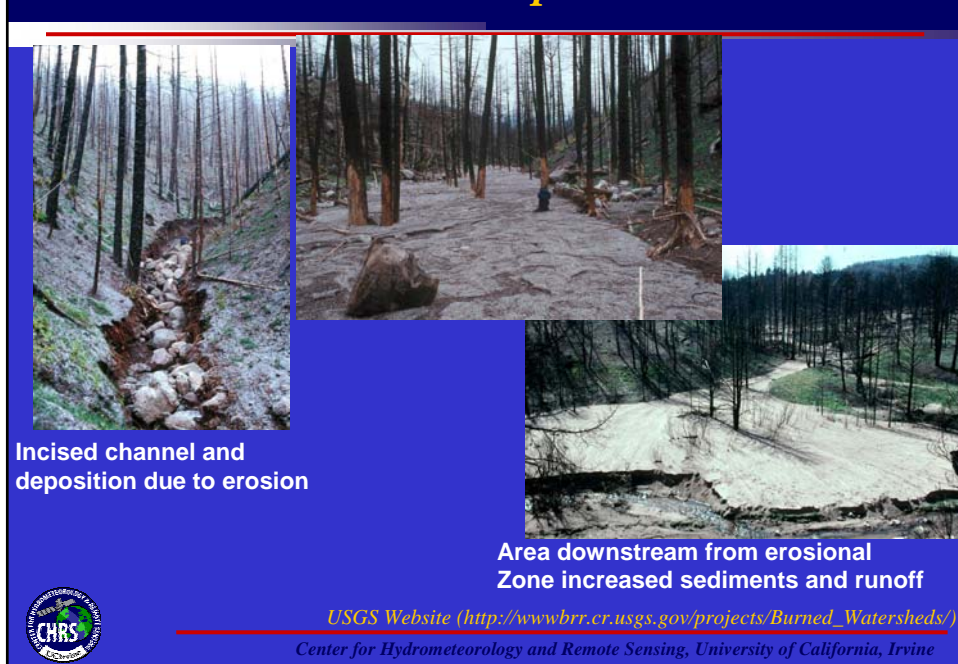 Incised channel and
deposition due to erosion
Area downstream from erosional
Zone increased sediments and runoff
USGS Website (http://wwwbrr.cr.usgs.gov/projects/Burned_Watersheds/)
CHRS
Center for Hydrometeorology and Remote Sensing, University of California, Irvine